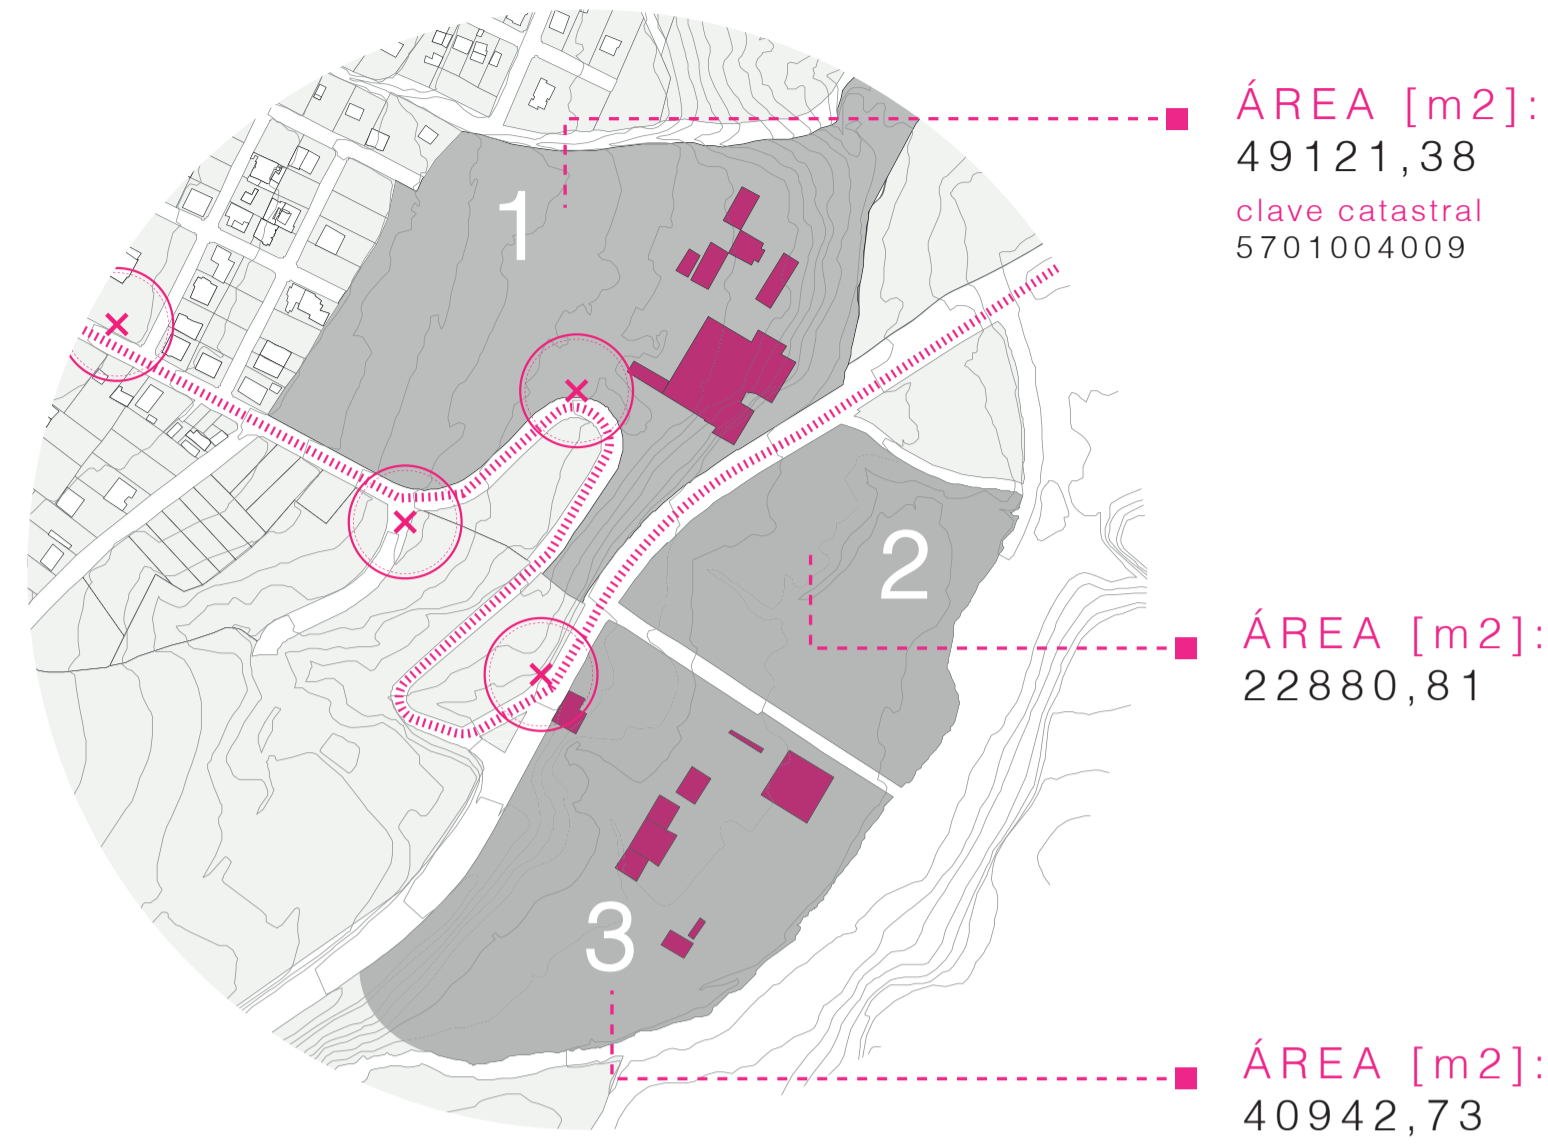 1
ÁREA [m2]:
49121,38
clave catastral
5701004009
2
ÁREA [m2]:
22880,81
3
ÁREA [m2]:
40942,73